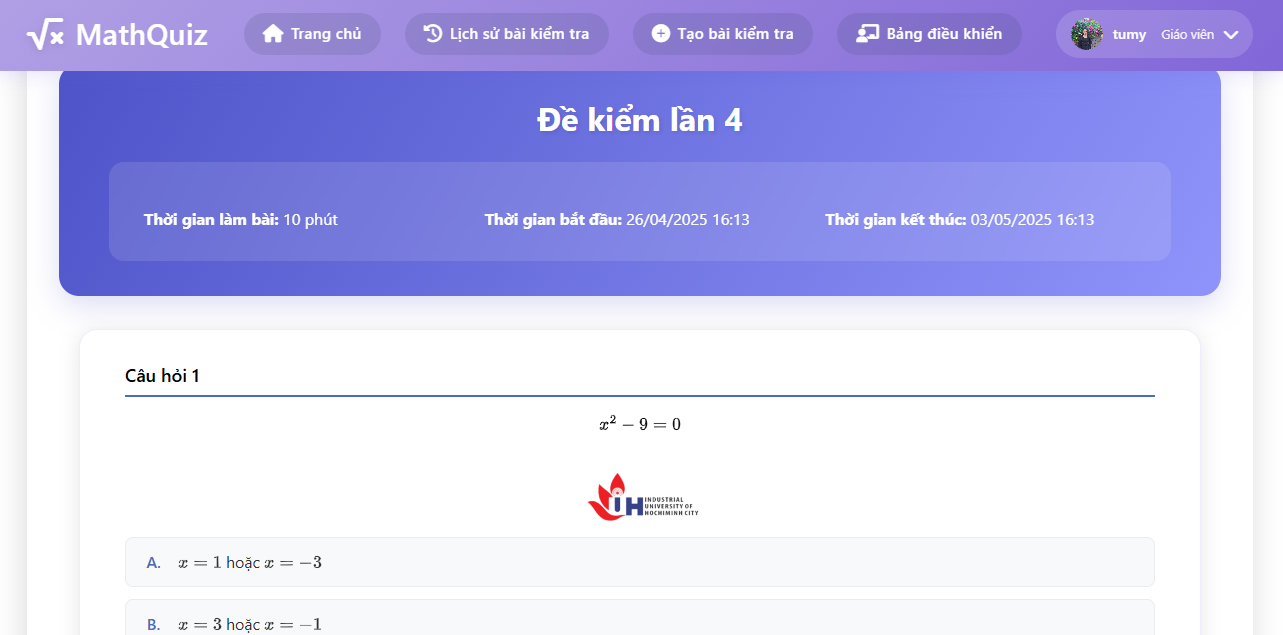 MathQuiz
Trang chủ
Lịch sử bài kiểm tra
Tạo bài kiểm tra
Bảng điều khiển
tumy Giáo viên
Đề kiểm lần 4
Thời gian làm bài: 10 phút
Thời gian bắt đầu: 26/04/2025 16:13
Thời gian kết thúc: 03/05/2025 16:13
Câu hỏi 1
x² − 9 = 0
IUH
INDUSTRIAL
UNIVERSITY OF
HOCHIMINH CITY
A. x = 1 hoặc x = −3
B. x = 3 hoặc x = −1